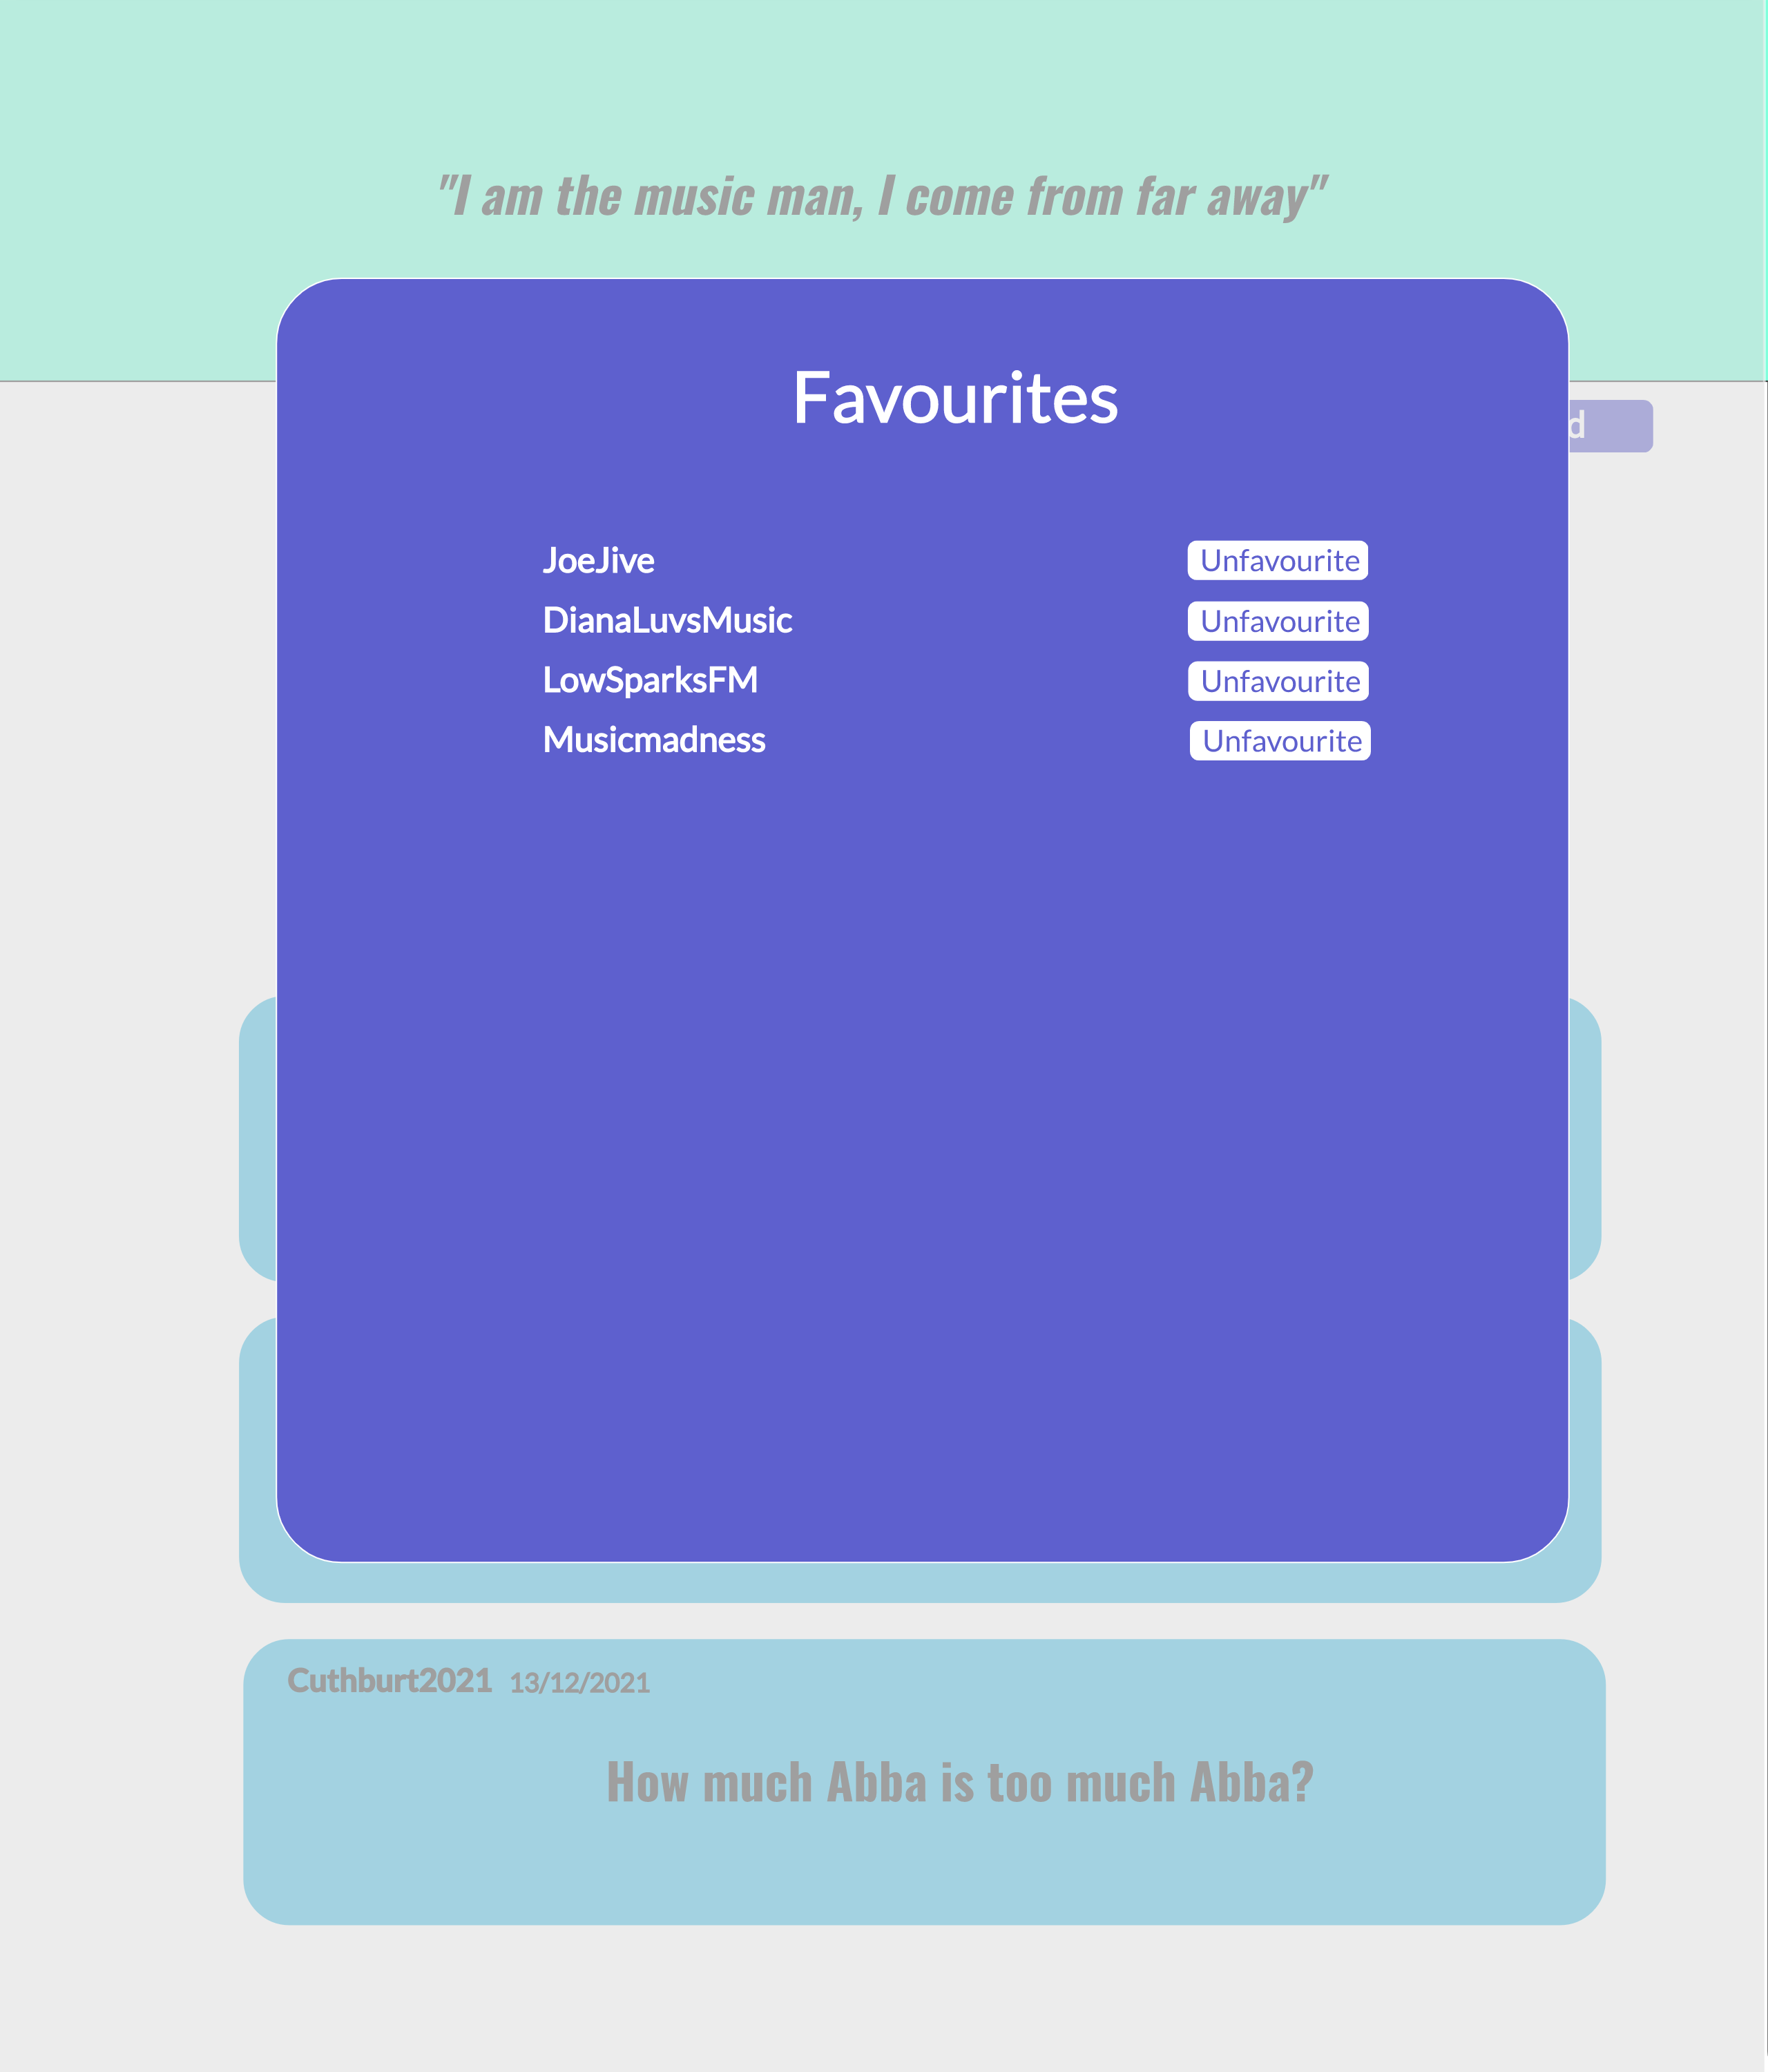 "I am the music man, I come from far away"
Favourites
d
JoeJive Unfavourite
DianaLuvsMusic Unfavourite
LowSparksFM Unfavourite
Musicmadness Unfavourite
Cuthburt2021 13/12/2021
How much Abba is too much Abba?